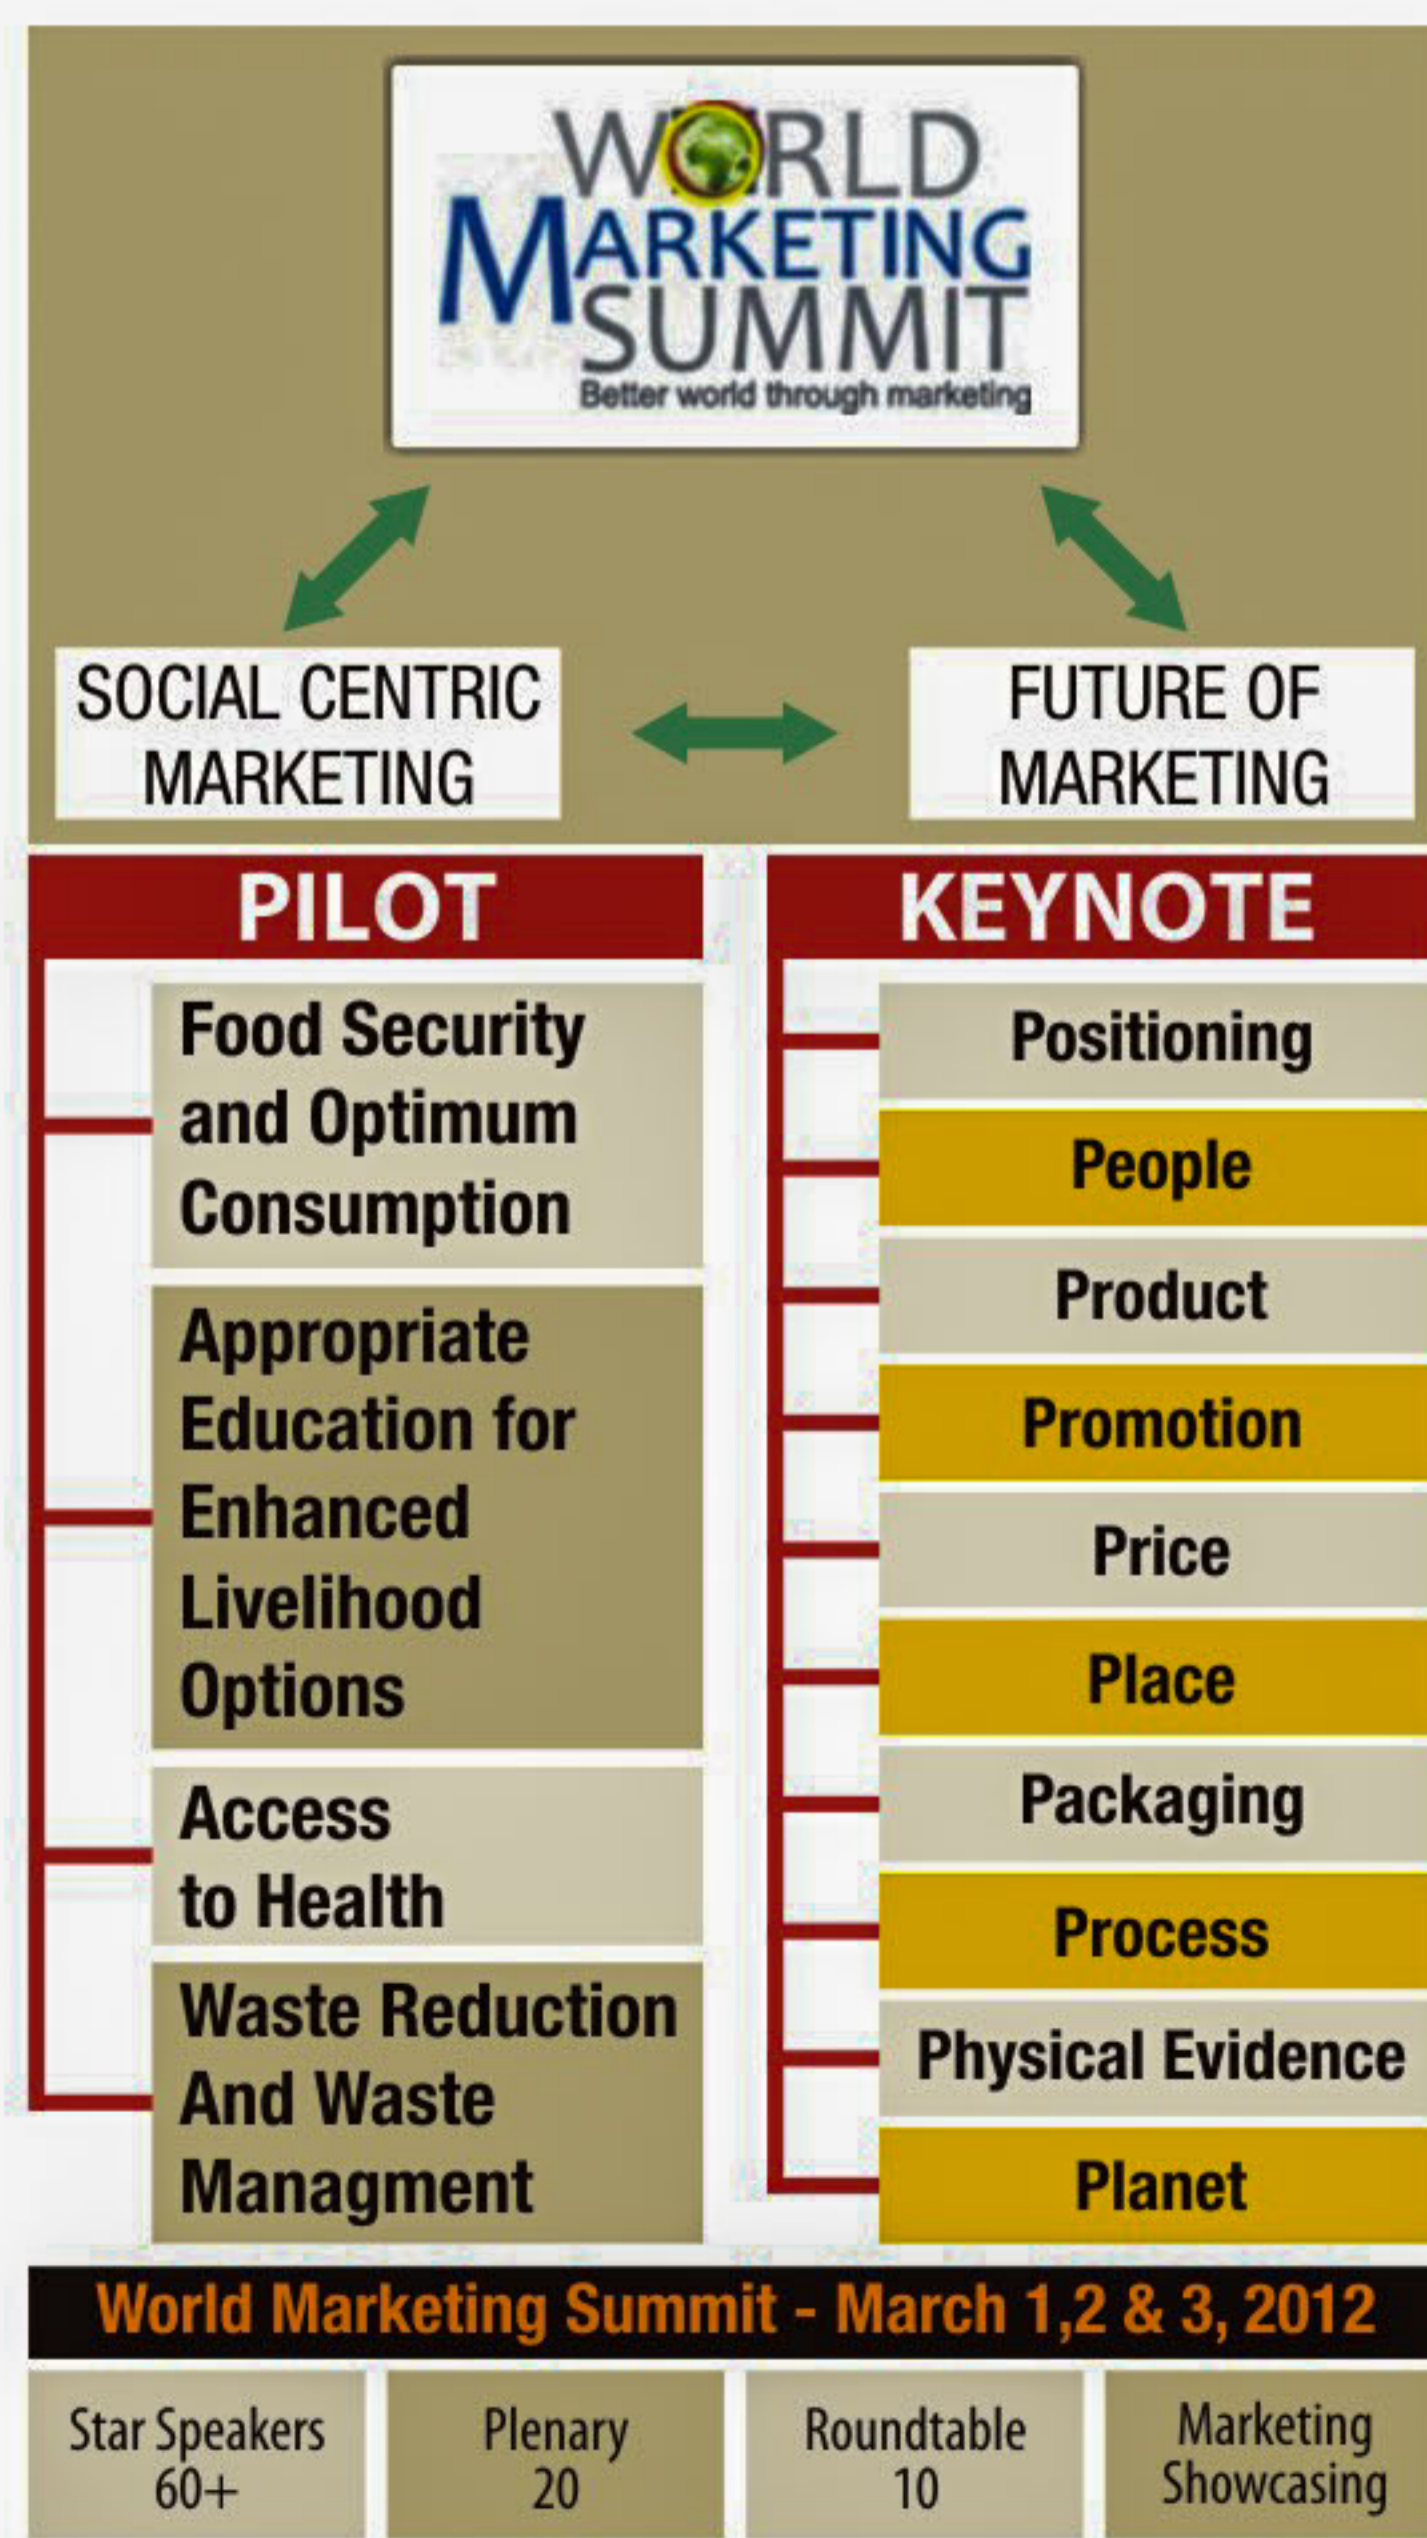 WORLD
MARKETING
SUMMIT
Better world through marketing
SOCIAL CENTRIC
MARKETING
FUTURE OF
MARKETING
PILOT
Food Security
and Optimum
Consumption
Appropriate
Education for
Enhanced
Livelihood
Options
Access
to Health
Waste Reduction
And Waste
Managment
KEYNOTE
Positioning
People
Product
Promotion
Price
Place
Packaging
Process
Physical Evidence
Planet
World Marketing Summit - March 1,2 & 3, 2012
Star Speakers
60+
Plenary
20
Roundtable
10
Marketing
Showcasing